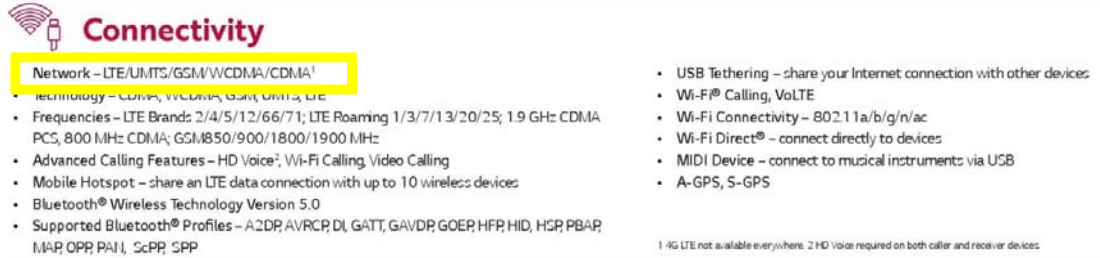 Connectivity
Network – LTE/UMTS/GSM/WCDMA/CDMA¹
• Technology – CDMA, WCDMA, GSM, UMTS, LTE
• Frequencies – LTE Brands 2/4/5/12/66/71; LTE Roaming 1/3/7/13/20/25; 1.9 GHz CDMA
PCS, 800 MHz CDMA; GSM850/900/1800/1900 MHz
• Advanced Calling Features – HD Voice², Wi-Fi Calling, Video Calling
• Mobile Hotspot – share an LTE data connection with up to 10 wireless devices
• Bluetooth® Wireless Technology Version 5.0
• Supported Bluetooth® Profiles – A2DP, AVRCP, DI, GATT, GAVDP, GOEP, HFP, HID, HSP, PBAP,
MAP, OPP, PAN, ScPP, SPP
• USB Tethering – share your Internet connection with other devices
• Wi-Fi® Calling, VoLTE
• Wi-Fi Connectivity – 802.11a/b/g/n/ac
• Wi-Fi Direct® – connect directly to devices
• MIDI Device – connect to musical instruments via USB
• A-GPS, S-GPS
1 4G LTE not available everywhere. 2 HD Voice required on both caller and receiver devices.